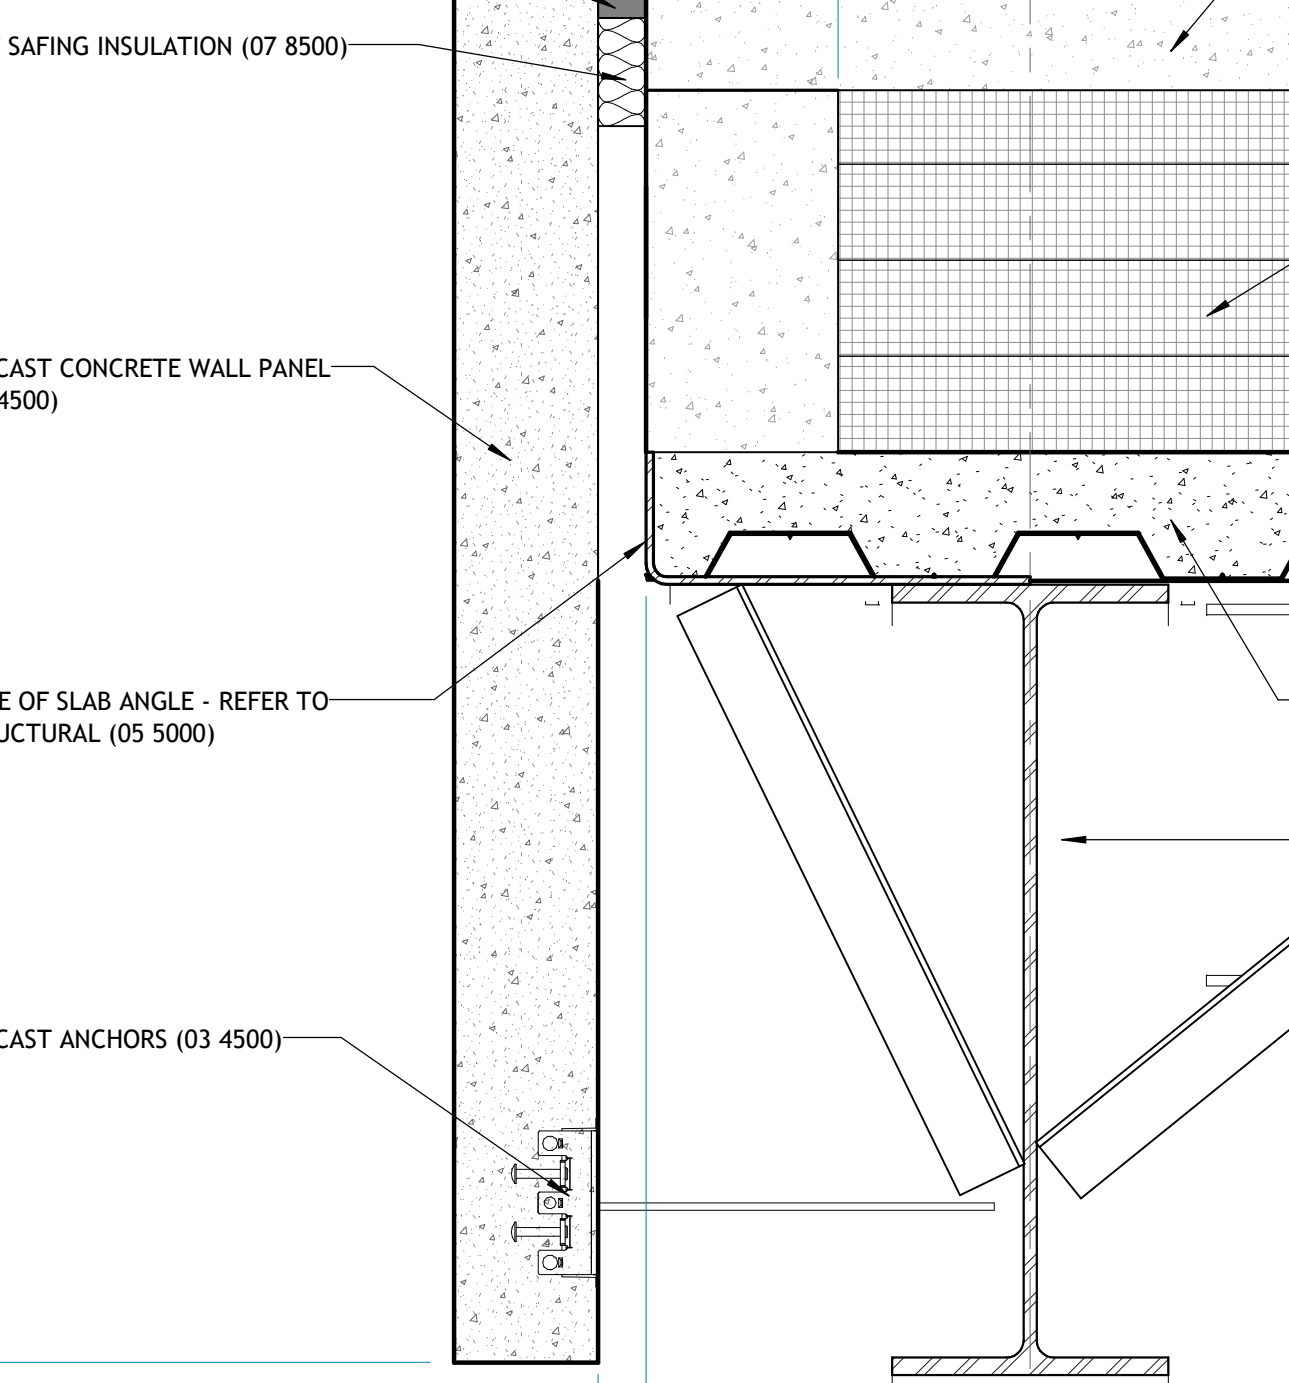 SAFING INSULATION (07 8500)
CAST CONCRETE WALL PANEL
4500)
E OF SLAB ANGLE - REFER TO
UCTURAL (05 5000)
CAST ANCHORS (03 4500)